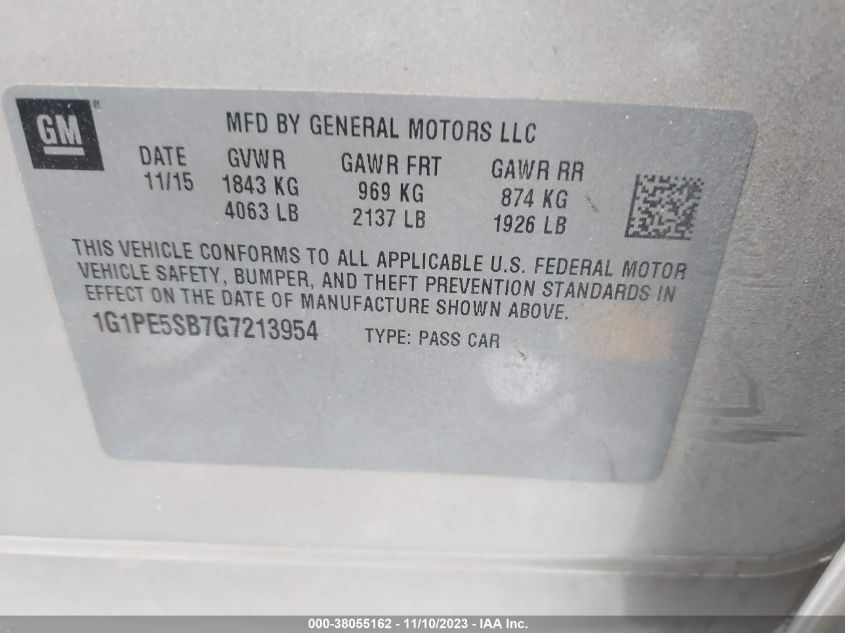 GM ®
MFD BY GENERAL MOTORS LLC
DATE GVWR GAWR FRT GAWR RR
11/15 1843 KG 969 KG 874 KG
4063 LB 2137 LB 1926 LB
THIS VEHICLE CONFORMS TO ALL APPLICABLE U.S. FEDERAL MOTOR
VEHICLE SAFETY, BUMPER, AND THEFT PREVENTION STANDARDS IN
EFFECT ON THE DATE OF MANUFACTURE SHOWN ABOVE.
1G1PE5SB7G7213954 TYPE: PASS CAR
000-38055162 - 11/10/2023 - IAA Inc.